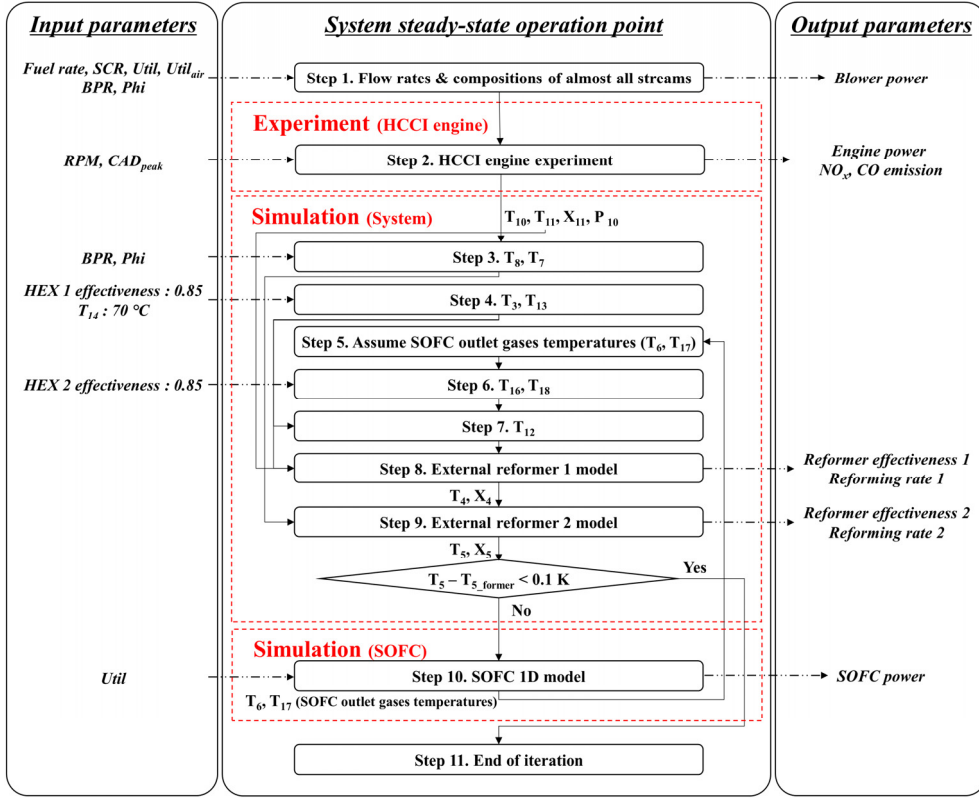 Input parameters
System steady-state operation point
Output parameters
Fuel rate, SCR, Util, Util_air
BPR, Phi
Step 1. Flow rates & compositions of almost all streams
Blower power
Experiment (HCCI engine)
RPM, CAD_peak
Step 2. HCCI engine experiment
Engine power
NO_x, CO emission
Simulation (System)
T_10, T_11, X_11, P_10
BPR, Phi
Step 3. T_8, T_7
HEX 1 effectiveness : 0.85
T_14 : 70 °C
Step 4. T_3, T_13
Step 5. Assume SOFC outlet gases temperatures (T_6, T_17)
HEX 2 effectiveness : 0.85
Step 6. T_16, T_18
Step 7. T_12
Step 8. External reformer 1 model
Reformer effectiveness 1
Reforming rate 1
T_4, X_4
Step 9. External reformer 2 model
Reformer effectiveness 2
Reforming rate 2
T_5, X_5
Yes
T_5 – T_5_former < 0.1 K
No
Simulation (SOFC)
Util
Step 10. SOFC 1D model
SOFC power
T_6, T_17 (SOFC outlet gases temperatures)
Step 11. End of iteration